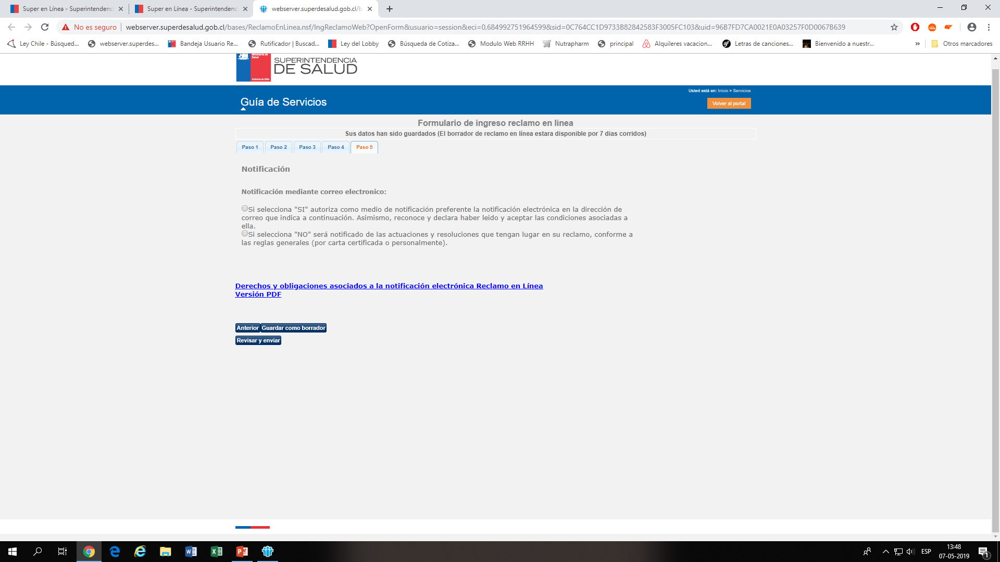 Super en Línea - Superintendenci
Super en Línea - Superintendenci
webserver.superdesalud.gob.cl/b
No es seguro
webserver.superdesalud.gob.cl/bases/ReclamoEnLinea.nsf/IngReclamoWeb?OpenForm&usuario=session&eci=0,684992751964599&sid=0C764CC1D9733B82842583F3005FC103&uid=96B7FD7CA0021E0A03257F0D0067B639
Ley Chile - Búsqued...
webserver.superdes...
Bandeja Usuario Re...
Rutificador | Buscad...
Ley del Lobby
Búsqueda de Cotiza...
Modulo Web RRHH
Nutrapharm
principal
Alquileres vacacion...
Letras de canciones...
Bienvenido a nuestr...
»
Otros marcadores
Ministerio de
Salud
Gobierno de Chile
SUPERINTENDENCIA
DE SALUD
Usted está en: Inicio > Servicios
Guía de Servicios
Volver al portal
Formulario de ingreso reclamo en línea
Sus datos han sido guardados (El borrador de reclamo en línea estara disponible por 7 dias corridos)
Paso 1
Paso 2
Paso 3
Paso 4
Paso 5
Notificación
Notificación mediante correo electronico:
Si selecciona "SI" autoriza como medio de notificación preferente la notificación electrónica en la dirección de
correo que indica a continuación. Asimismo, reconoce y declara haber leido y aceptar las condiciones asociadas a
ella.
Si selecciona "NO" será notificado de las actuaciones y resoluciones que tengan lugar en su reclamo, conforme a
las reglas generales (por carta certificada o personalmente).
Derechos y obligaciones asociados a la notificación electrónica Reclamo en Línea
Versión PDF
Anterior
Guardar como borrador
Revisar y enviar
ESP
13:48
07-05-2019
1